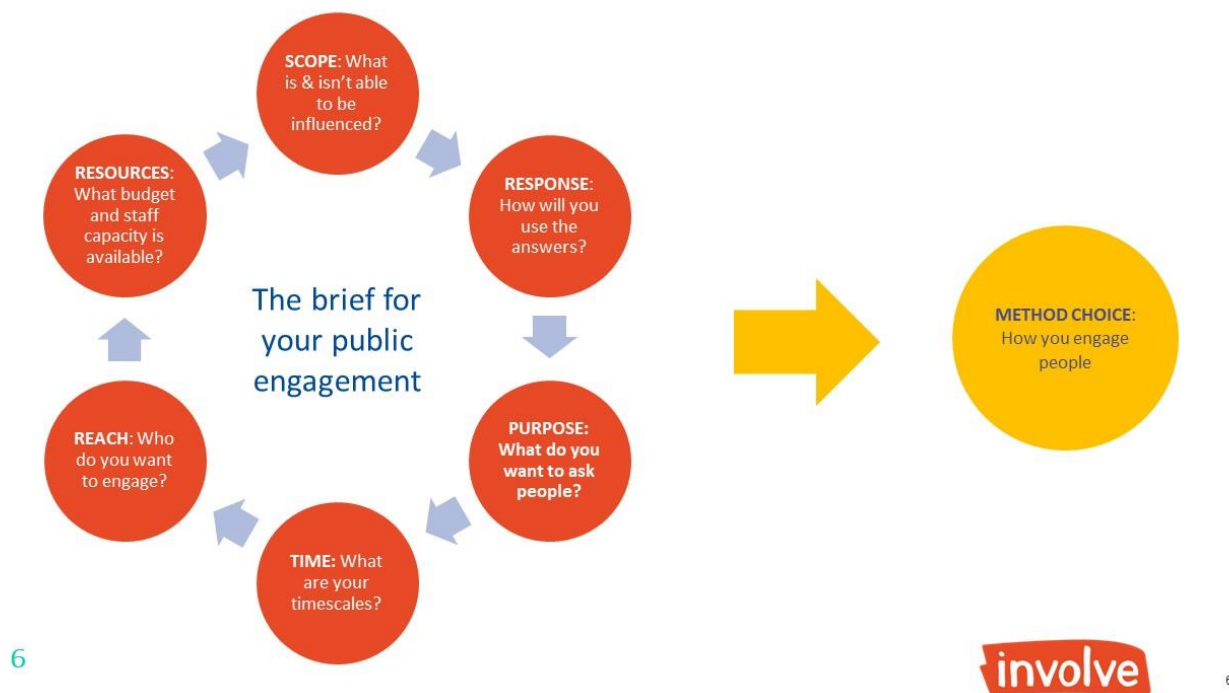 SCOPE: What
is & isn't able
to be
influenced?
RESPONSE:
How will you
use the
answers?
PURPOSE:
What do you
want to ask
people?
TIME: What
are your
timescales?
REACH: Who
do you want
to engage?
RESOURCES:
What budget
and staff
capacity is
available?
The brief for
your public
engagement
METHOD CHOICE:
How you engage
people
6
involve